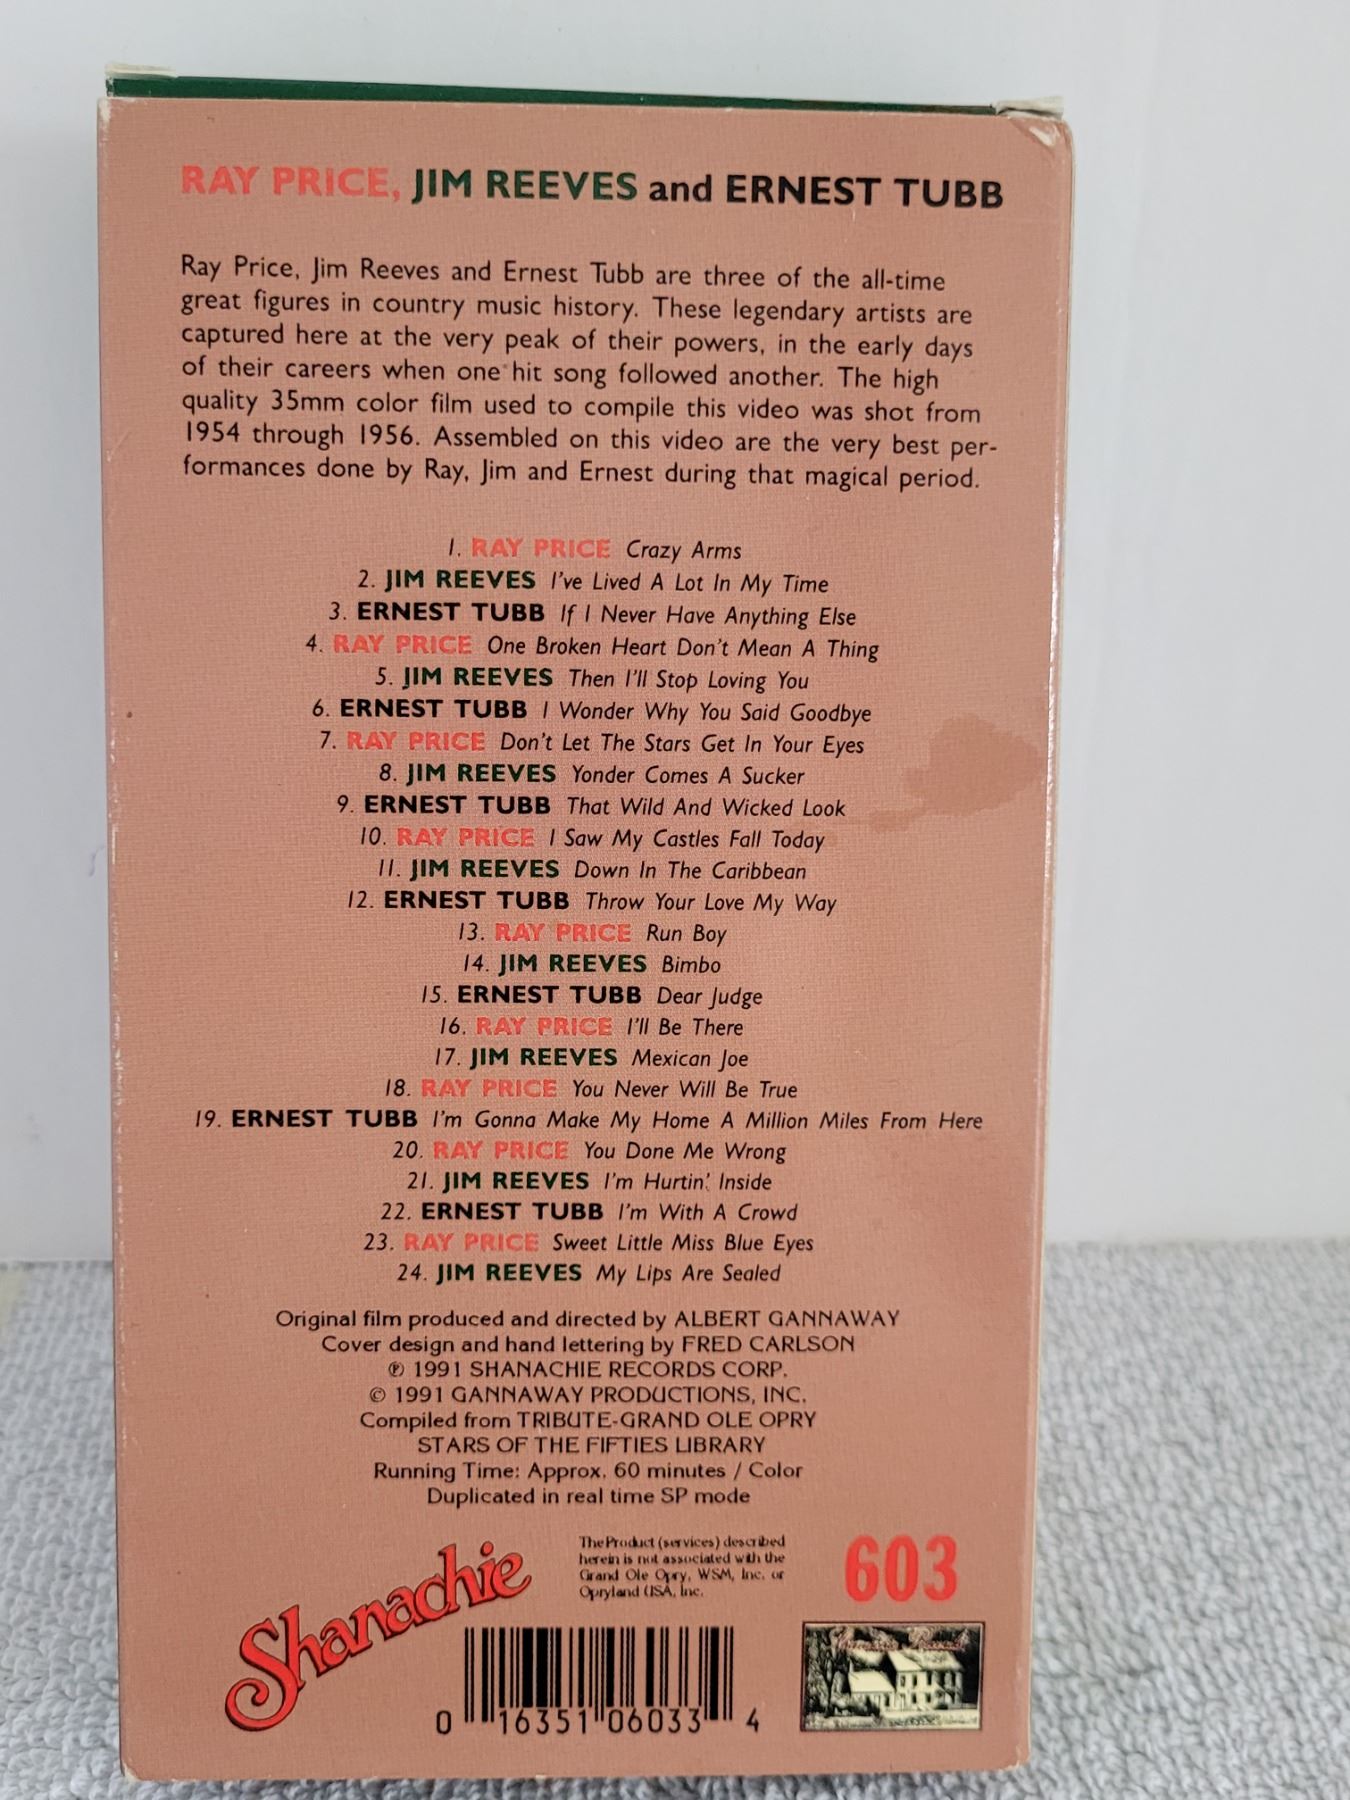 RAY PRICE, JIM REEVES and ERNEST TUBB
Ray Price, Jim Reeves and Ernest Tubb are three of the all-time
great figures in country music history. These legendary artists are
captured here at the very peak of their powers, in the early days
of their careers when one hit song followed another. The high
quality 35mm color film used to compile this video was shot from
1954 through 1956. Assembled on this video are the very best per-
formances done by Ray, Jim and Ernest during that magical period.
1. RAY PRICE Crazy Arms
2. JIM REEVES I've Lived A Lot In My Time
3. ERNEST TUBB If I Never Have Anything Else
4. RAY PRICE One Broken Heart Don't Mean A Thing
5. JIM REEVES Then I'll Stop Loving You
6. ERNEST TUBB I Wonder Why You Said Goodbye
7. RAY PRICE Don't Let The Stars Get In Your Eyes
8. JIM REEVES Yonder Comes A Sucker
9. ERNEST TUBB That Wild And Wicked Look
10. RAY PRICE I Saw My Castles Fall Today
11. JIM REEVES Down In The Caribbean
12. ERNEST TUBB Throw Your Love My Way
13. RAY PRICE Run Boy
14. JIM REEVES Bimbo
15. ERNEST TUBB Dear Judge
16. RAY PRICE I'll Be There
17. JIM REEVES Mexican Joe
18. RAY PRICE You Never Will Be True
19. ERNEST TUBB I'm Gonna Make My Home A Million Miles From Here
20. RAY PRICE You Done Me Wrong
21. JIM REEVES I'm Hurtin' Inside
22. ERNEST TUBB I'm With A Crowd
23. RAY PRICE Sweet Little Miss Blue Eyes
24. JIM REEVES My Lips Are Sealed
Original film produced and directed by ALBERT GANNAWAY
Cover design and hand lettering by FRED CARLSON
℗ 1991 SHANACHIE RECORDS CORP.
© 1991 GANNAWAY PRODUCTIONS, INC.
Compiled from TRIBUTE-GRAND OLE OPRY
STARS OF THE FIFTIES LIBRARY
Running Time: Approx. 60 minutes / Color
Duplicated in real time SP mode
Shanachie
The Product (services) described
herein is not associated with the
Grand Ole Opry, WSM, Inc. or
Opryland USA, Inc.
603
0 16351 06033 4